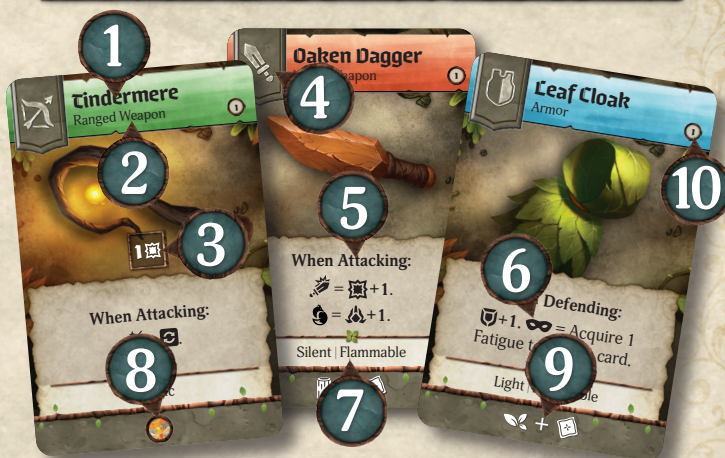 1
Tindermere
Ranged Weapon
1
2
3
1
When Attacking:
8
Oaken Dagger
1
4
5
When Attacking:
= +1.
= +1.
Silent | Flammable
7
Leaf Cloak
Armor
1
10
6
Defending:
+1. = Acquire 1
Fatigue card.
Light |
9
+